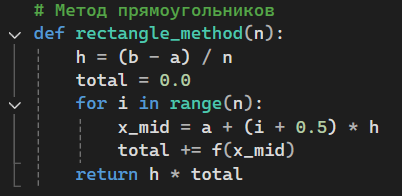 # Метод прямоугольников
def rectangle_method(n):
    h = (b - a) / n
    total = 0.0
    for i in range(n):
        x_mid = a + (i + 0.5) * h
        total += f(x_mid)
    return h * total